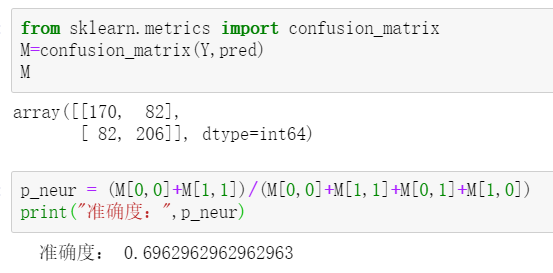 from sklearn.metrics import confusion_matrix
M=confusion_matrix(Y,pred)
M
array([[170,  82],
       [ 82, 206]], dtype=int64)
p_neur = (M[0,0]+M[1,1])/(M[0,0]+M[1,1]+M[0,1]+M[1,0])
print("准确度：",p_neur)
准确度： 0.6962962962962963